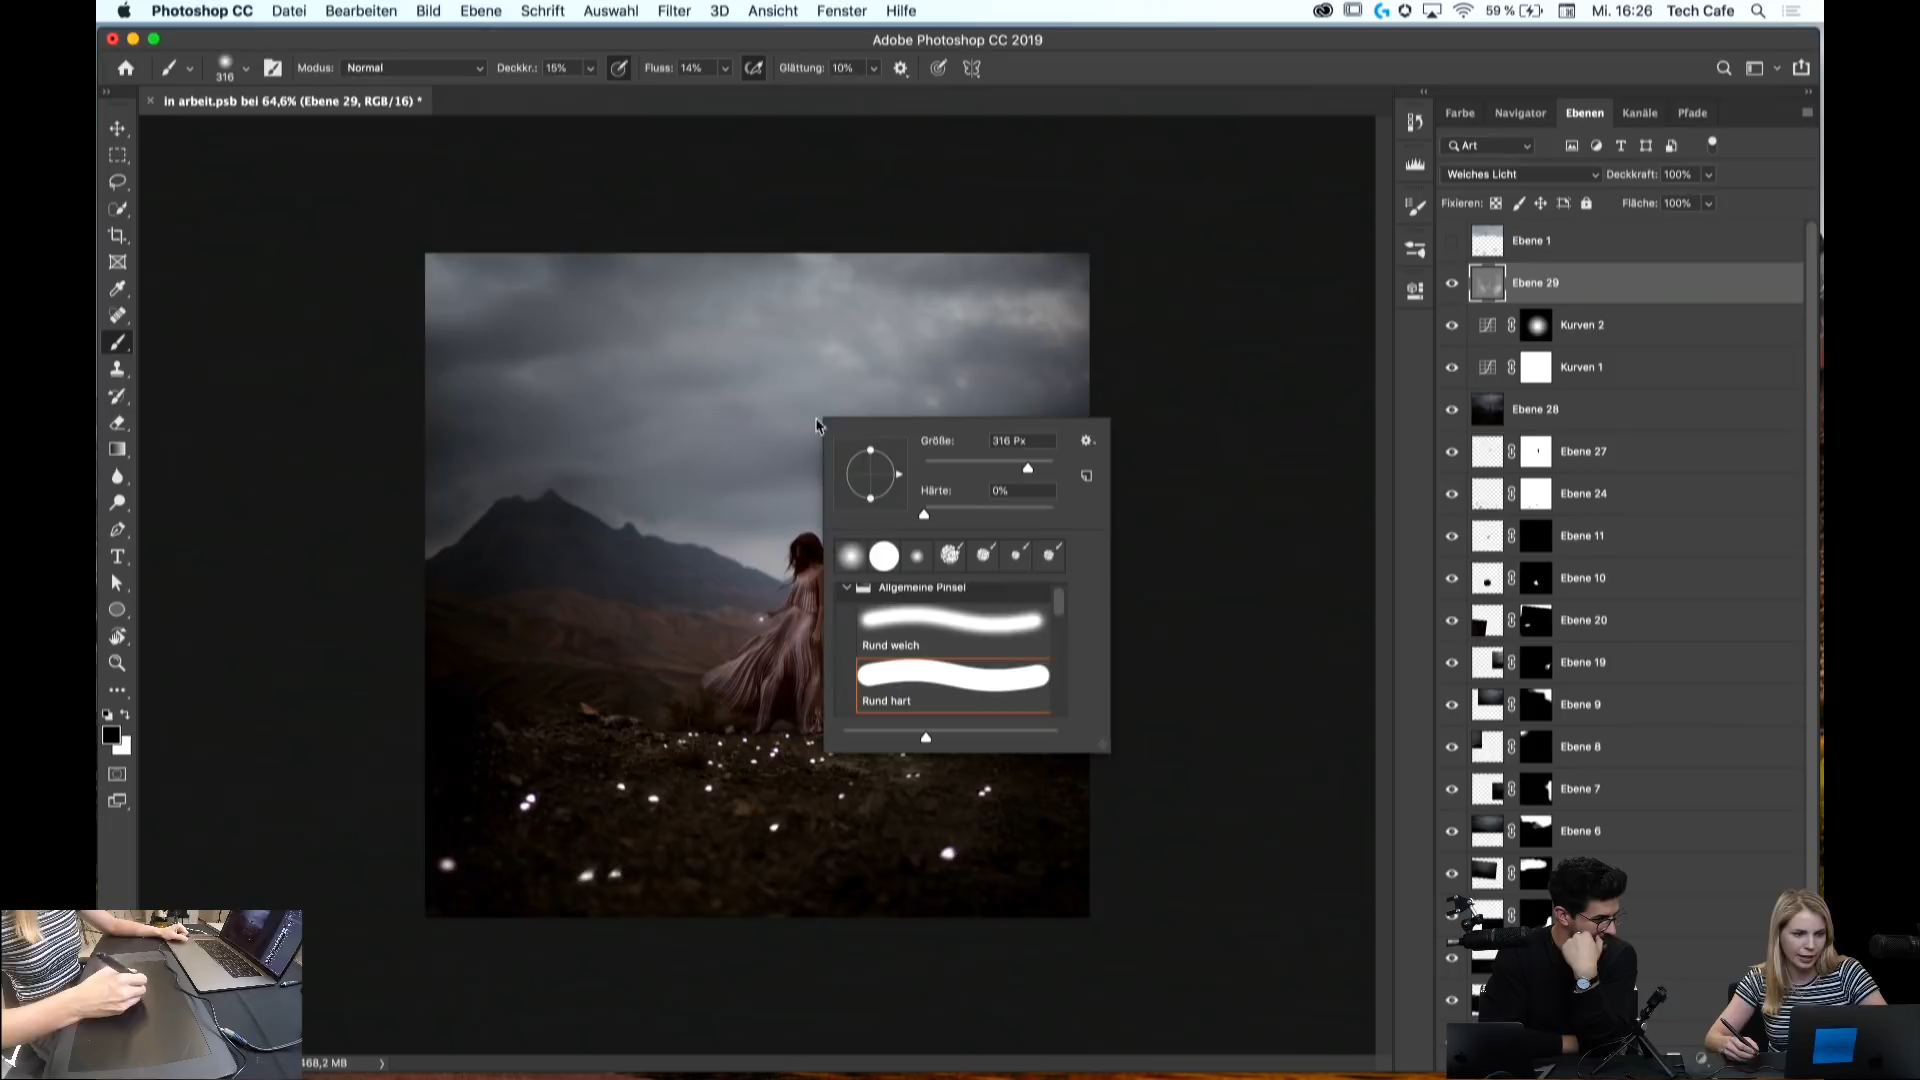 Photoshop CC Datei Bearbeiten Bild Ebene Schrift Auswahl Filter 3D Ansicht Fenster Hilfe 59 % Mi. 16:26 Tech Cafe
Adobe Photoshop CC 2019
316 Modus: Normal Deckkr.: 15% Fluss: 14% Glättung: 10%
in arbeit.psb bei 64,6% (Ebene 29, RGB/16) *
Farbe Navigator Ebenen Kanäle Pfade
Art
Weiches Licht Deckkraft: 100%
Fixieren: Fläche: 100%
Ebene 1
Ebene 29
Kurven 2
Kurven 1
Ebene 28
Ebene 27
Ebene 24
Ebene 11
Ebene 10
Ebene 20
Ebene 19
Ebene 9
Ebene 8
Ebene 7
Ebene 6
Größe: 316 Px
Härte: 0%
Allgemeine Pinsel
Rund weich
Rund hart
468,2 MB